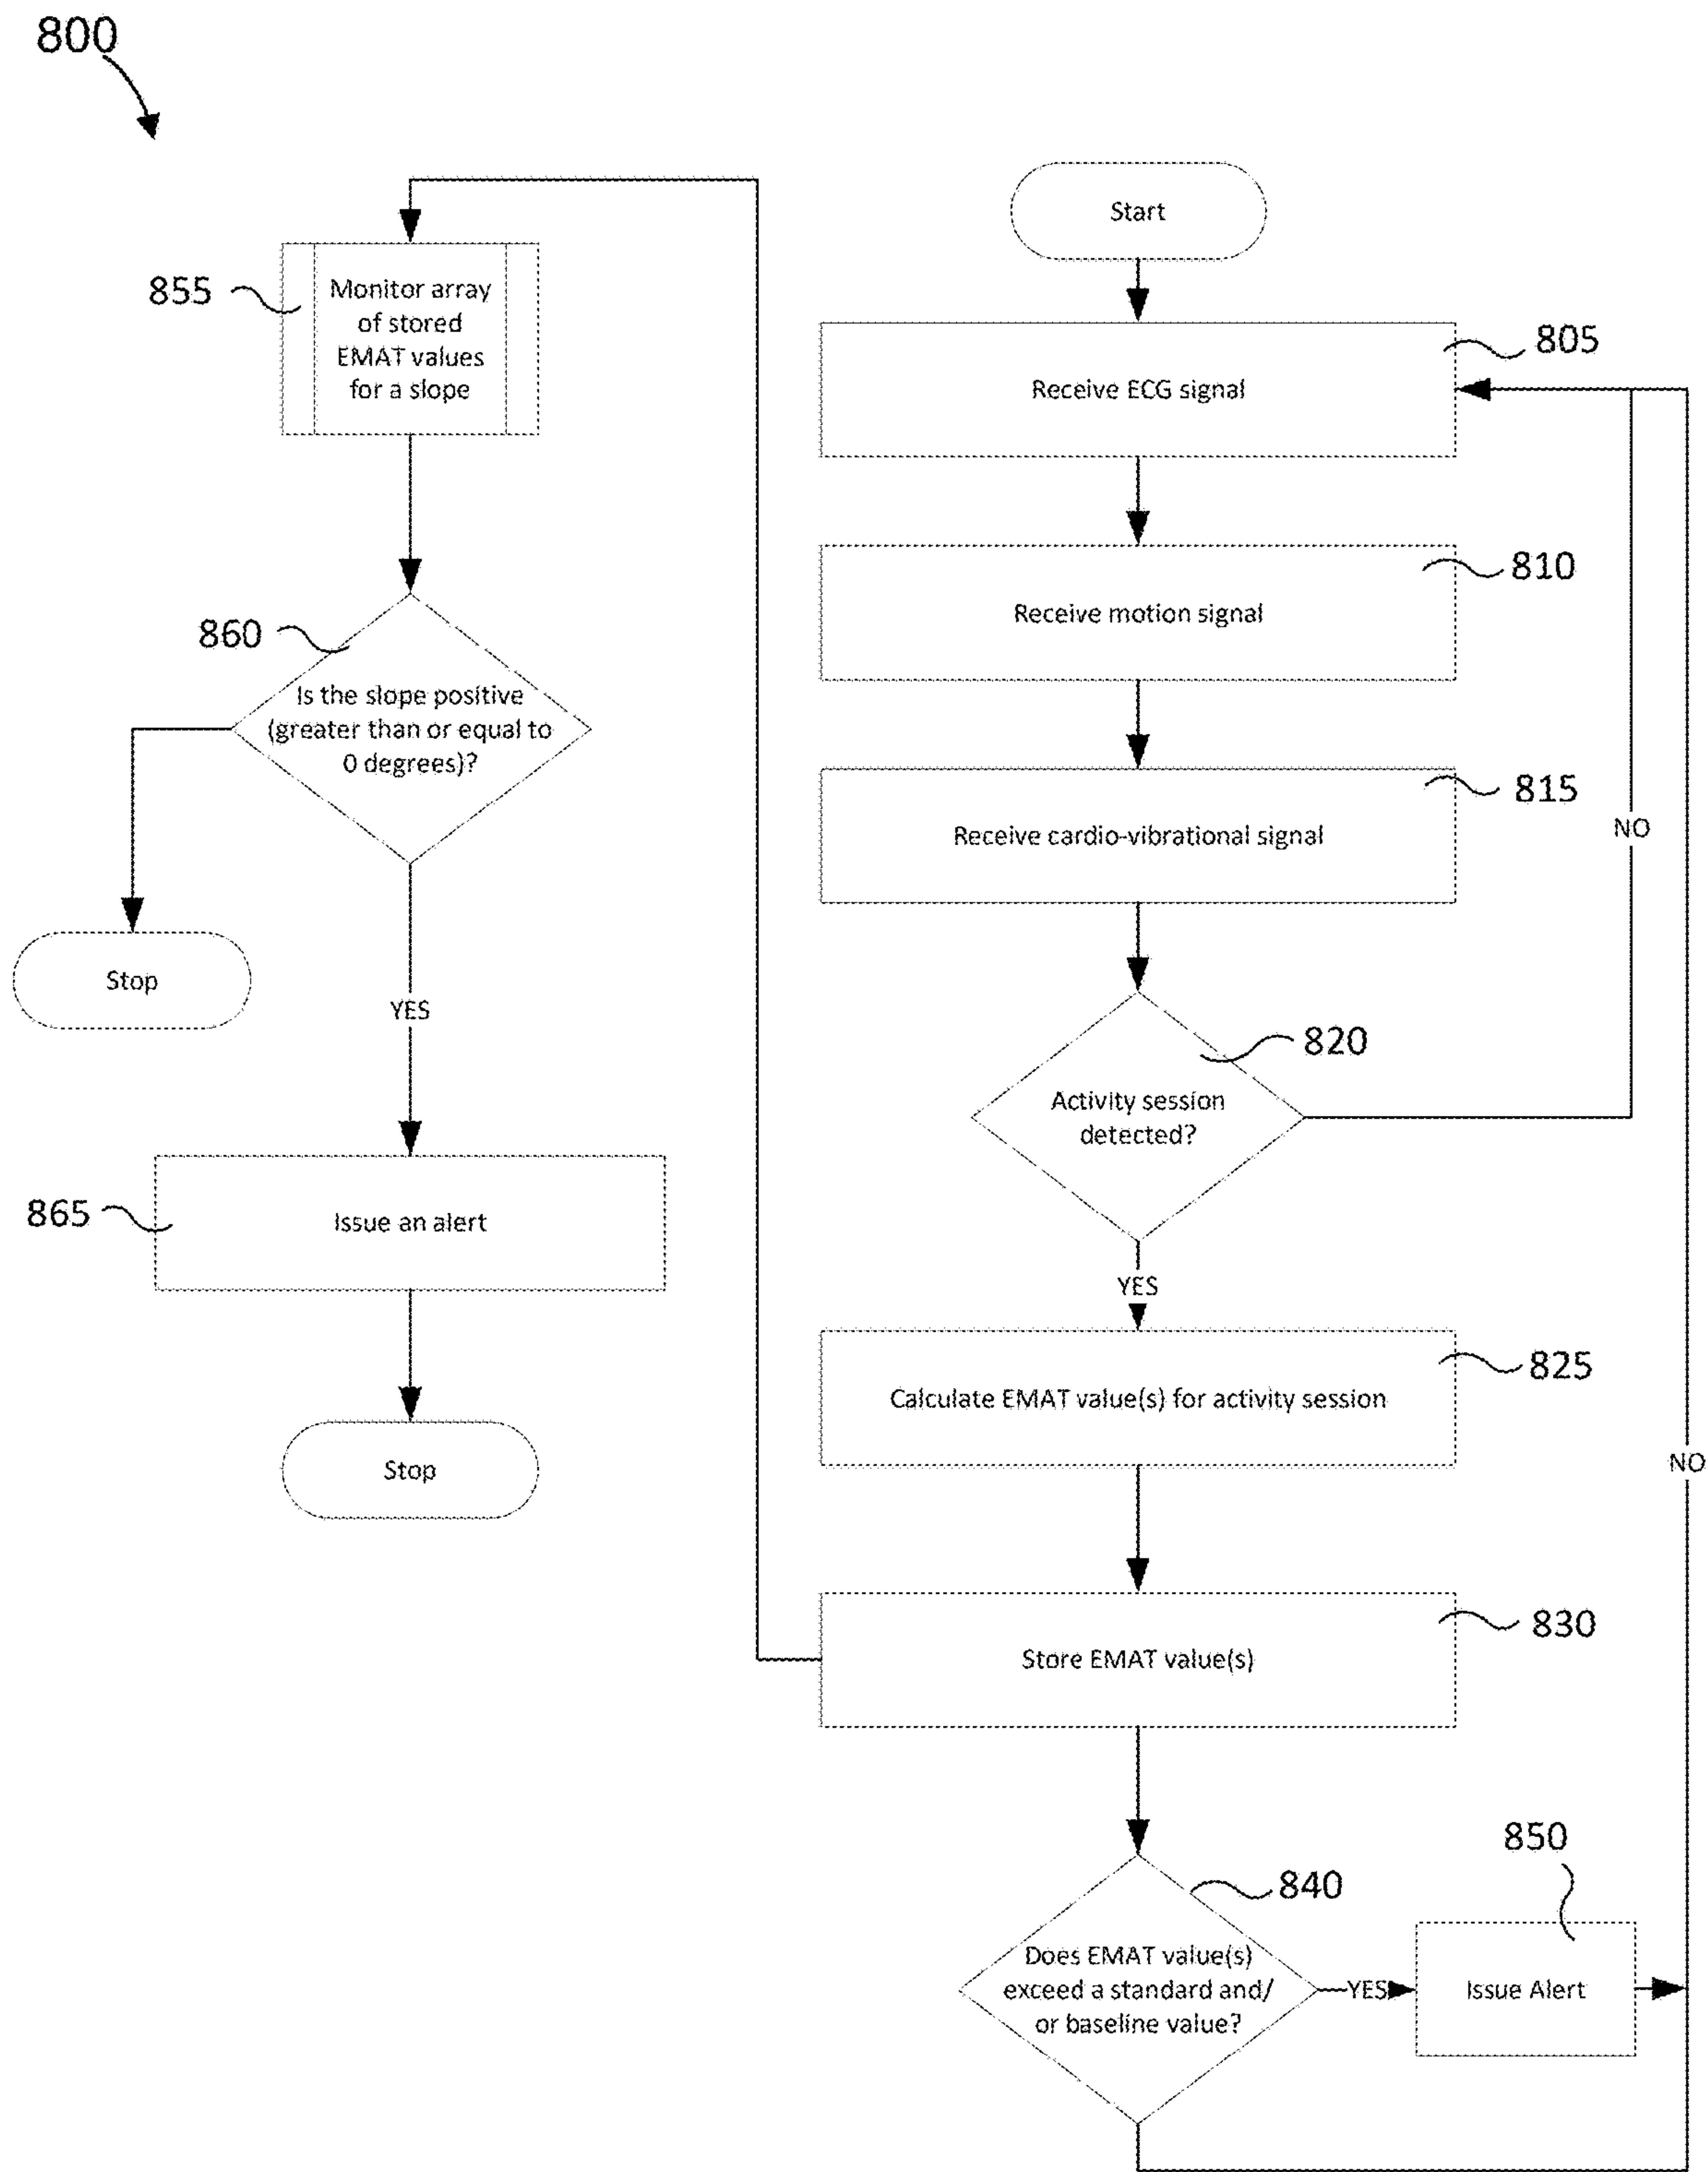 800
Start
855
Monitor array
of stored
EMAT values
for a slope
805
Receive ECG signal
810
Receive motion signal
860
Is the slope positive
(greater than or equal to
0 degrees)?
815
Receive cardio-vibrational signal
NO
Stop
YES
820
Activity session
detected?
865
Issue an alert
YES
825
Calculate EMAT value(s) for activity session
Stop
NO
830
Store EMAT value(s)
850
840
Does EMAT value(s)
exceed a standard and/
or baseline value?
YES
Issue Alert